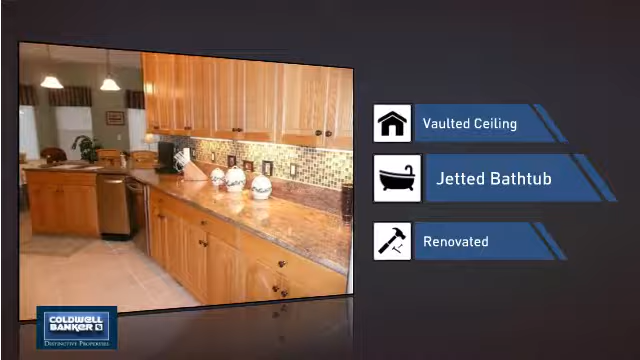 Vaulted Ceiling
Jetted Bathtub
Renovated
COLDWELL
BANKER
DISTINCTIVE PROPERTIES